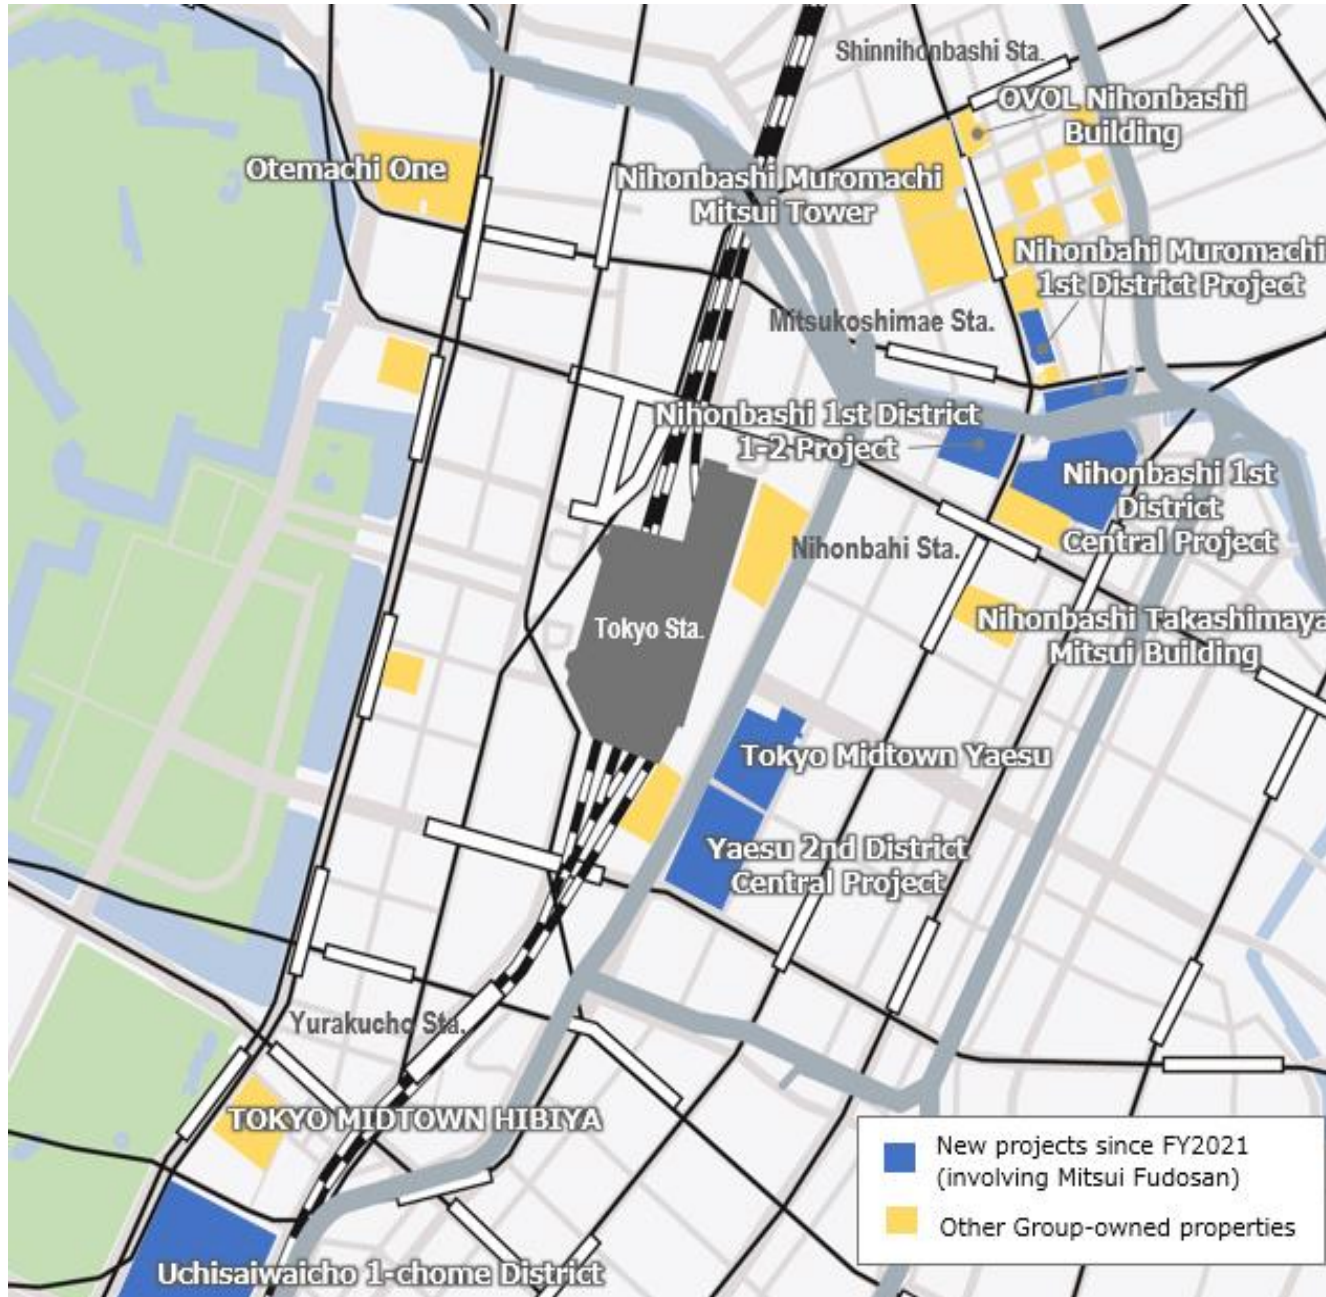 Shinnihonbashi Sta.
OVOL Nihonbashi
Building
Otemachi One
Nihonbashi Muromachi
Mitsui Tower
Nihonbahi Muromachi
1st District Project
Mitsukoshimae Sta.
Nihonbashi 1st District
1-2 Project
Nihonbashi 1st
District
Central Project
Nihonbahi Sta.
Tokyo Sta.
Nihonbashi Takashimaya
Mitsui Building
Tokyo Midtown Yaesu
Yaesu 2nd District
Central Project
Yurakucho Sta.
TOKYO MIDTOWN HIBIYA
New projects since FY2021
(involving Mitsui Fudosan)
Other Group-owned properties
Uchisaiwaicho 1-chome District